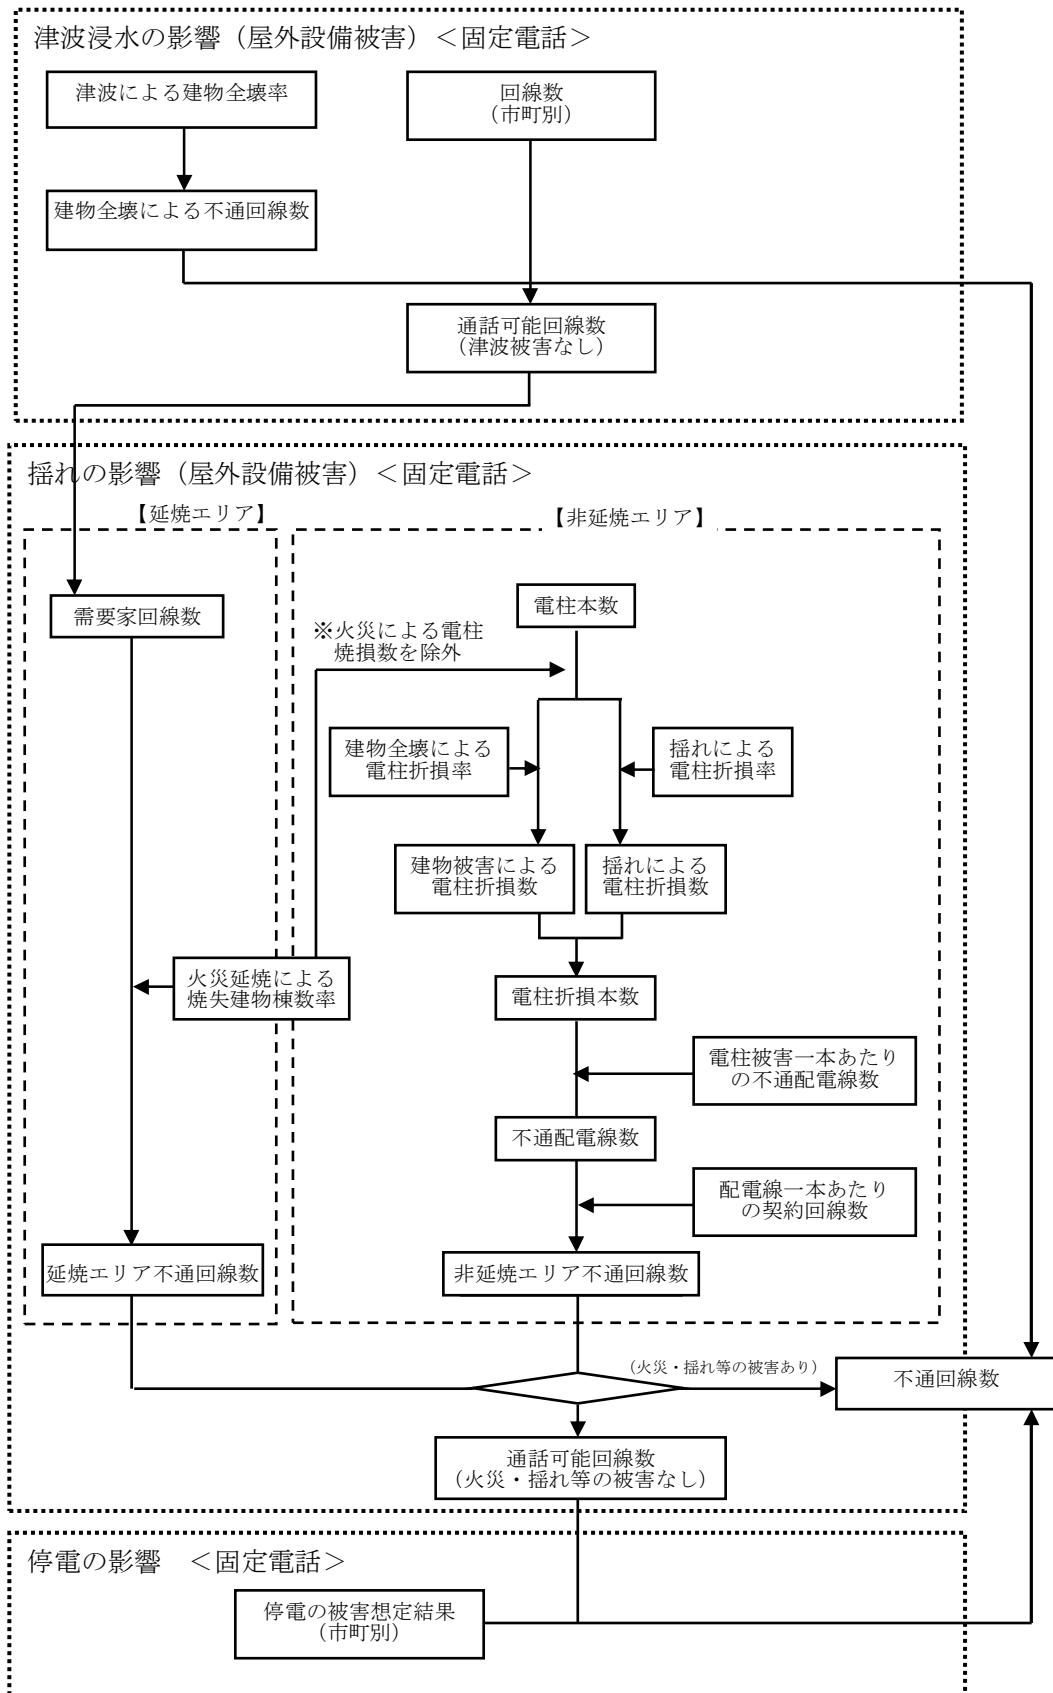 津波浸水の影響（屋外設備被害）＜固定電話＞
津波による建物全壊率
回線数
（市町別）
建物全壊による不通回線数
通話可能回線数
（津波被害なし）
揺れの影響（屋外設備被害）＜固定電話＞
【延焼エリア】
【非延焼エリア】
需要家回線数
電柱本数
※火災による電柱
焼損数を除外
建物全壊による
電柱折損率
揺れによる
電柱折損率
建物被害による
電柱折損数
揺れによる
電柱折損数
火災延焼による
焼失建物棟数率
電柱折損本数
電柱被害一本あたり
の不通配電線数
不通配電線数
配電線一本あたり
の契約回線数
延焼エリア不通回線数
非延焼エリア不通回線数
（火災・揺れ等の被害あり）
不通回線数
通話可能回線数
（火災・揺れ等の被害なし）
停電の影響　＜固定電話＞
停電の被害想定結果
（市町別）